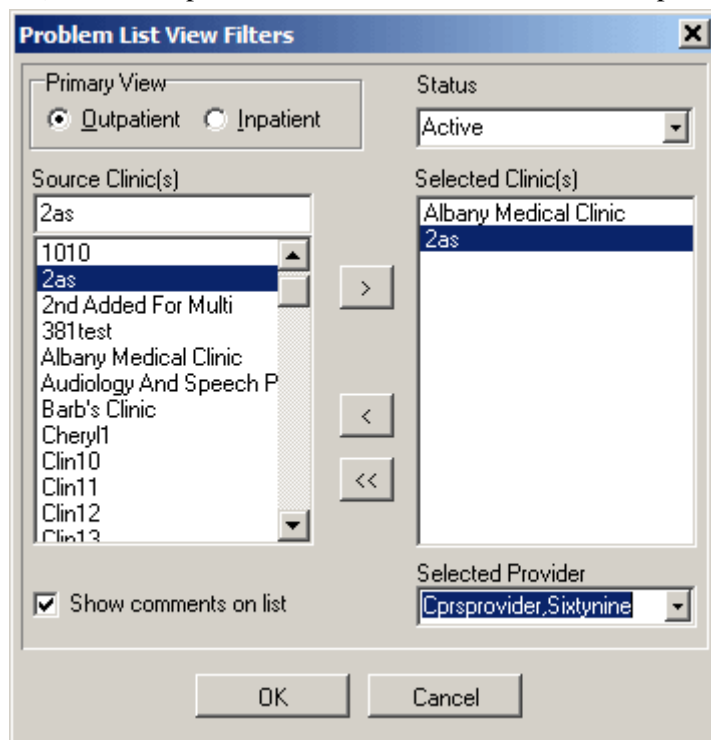 Problem List View Filters
Primary View
Outpatient Inpatient
Status
Active
Source Clinic(s)
2as
1010
2as
2nd Added For Multi
381test
Albany Medical Clinic
Audiology And Speech P
Barb's Clinic
Cheryl1
Clin10
Clin11
Clin12
Clin13
>
<
<<
Selected Clinic(s)
Albany Medical Clinic
2as
Show comments on list
Selected Provider
Cprsprovider,Sixtynine
OK
Cancel